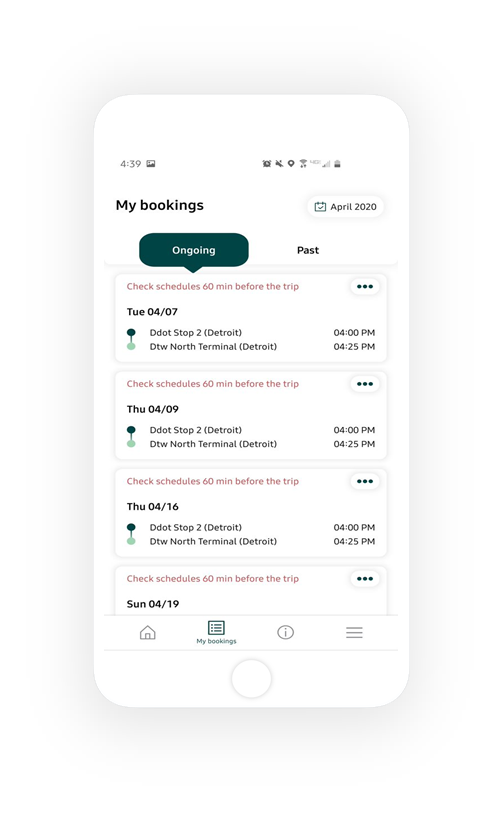 4:39
My bookings
April 2020
Ongoing
Past
Check schedules 60 min before the trip
Tue 04/07
Ddot Stop 2 (Detroit) 04:00 PM
Dtw North Terminal (Detroit) 04:25 PM
Check schedules 60 min before the trip
Thu 04/09
Ddot Stop 2 (Detroit) 04:00 PM
Dtw North Terminal (Detroit) 04:25 PM
Check schedules 60 min before the trip
Thu 04/16
Ddot Stop 2 (Detroit) 04:00 PM
Dtw North Terminal (Detroit) 04:25 PM
Check schedules 60 min before the trip
Sun 04/19
My bookings